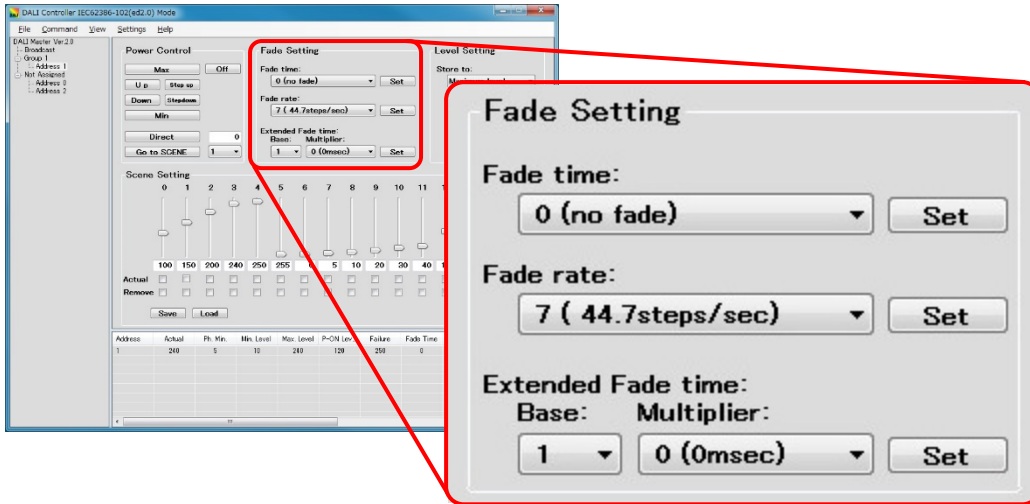 DALI Controller IEC62386-102(ed2.0) Mode
File Command View Settings Help
DALI Master Ver.2.0
Broadcast
Group 1
Address 1
Not Assigned
Address 0
Address 2
Power Control
Max Off
Up Step up
Down Stepdown
Min
Direct 0
Go to SCENE 1
Fade Setting
Fade time:
0 (no fade) Set
Fade rate:
7 ( 44.7steps/sec) Set
Extended Fade time:
Base: Multiplier:
1 0 (0msec) Set
Level Setting
Store to:
Scene Setting
0 1 2 3 4 5 6 7 8 9 10 11
100 150 200 240 250 255 0 5 10 20 30 40
Actual
Remove
Save Load
Address Actual Ph. Min. Min. Level Max. Level P-ON Lev. Failure Fade Time
1 240 5 10 240 120 250 0
Fade Setting
Fade time:
0 (no fade) Set
Fade rate:
7 ( 44.7steps/sec) Set
Extended Fade time:
Base: Multiplier:
1 0 (0msec) Set